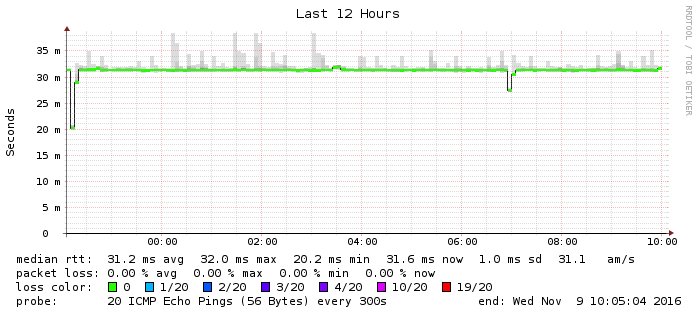 Last 12 Hours
RRDTOOL / TOBI OETIKER
Seconds
35 m
30 m
25 m
20 m
15 m
10 m
5 m
0
00:00 02:00 04:00 06:00 08:00 10:00
median rtt: 31.2 ms avg 32.0 ms max 20.2 ms min 31.6 ms now 1.0 ms sd 31.1 am/s
packet loss: 0.00 % avg 0.00 % max 0.00 % min 0.00 % now
loss color: 0 1/20 2/20 3/20 4/20 10/20 19/20
probe: 20 ICMP Echo Pings (56 Bytes) every 300s end: Wed Nov 9 10:05:04 2016